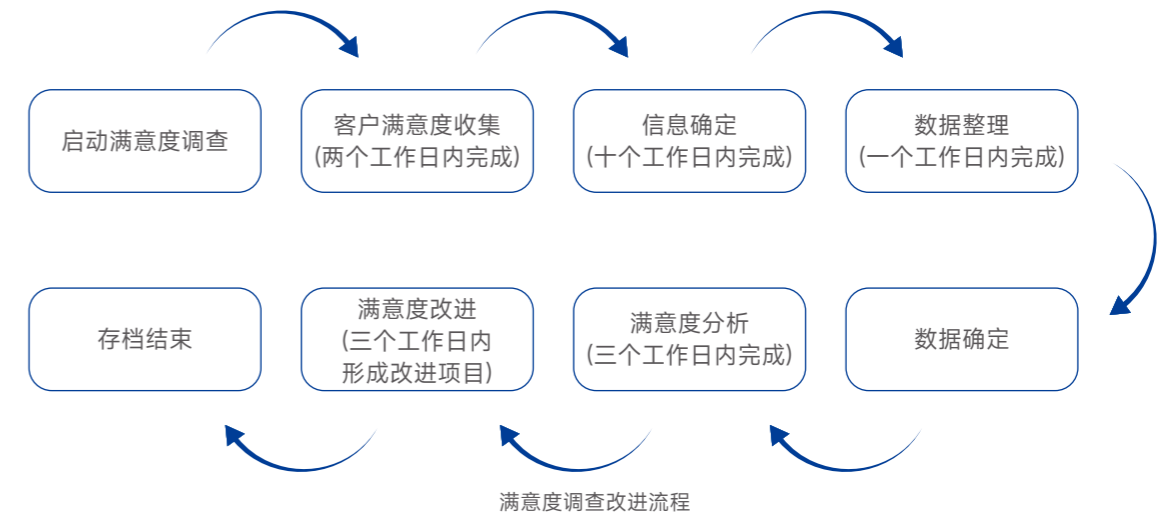 启动满意度调查
客户满意度收集
(两个工作日内完成)
信息确定
(十个工作日内完成)
数据整理
(一个工作日内完成)
存档结束
满意度改进
(三个工作日内
形成改进项目)
满意度分析
(三个工作日内完成)
数据确定
满意度调查改进流程